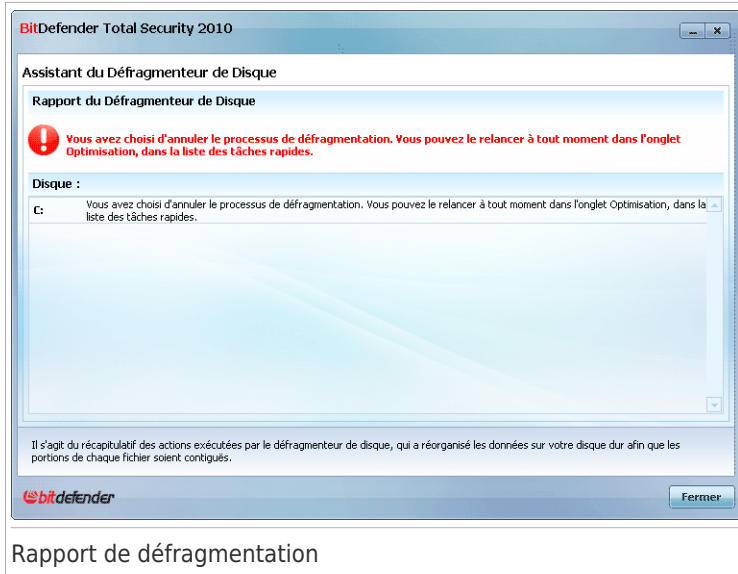 BitDefender Total Security 2010
Assistant du Défragmenteur de Disque
Rapport du Défragmenteur de Disque
Vous avez choisi d'annuler le processus de défragmentation. Vous pouvez le relancer à tout moment dans l'onglet
Optimisation, dans la liste des tâches rapides.
Disque :
C:
Vous avez choisi d'annuler le processus de défragmentation. Vous pouvez le relancer à tout moment dans l'onglet Optimisation, dans la
liste des tâches rapides.
Il s'agit du récapitulatif des actions exécutées par le défragmenteur de disque, qui a réorganisé les données sur votre disque dur afin que les
portions de chaque fichier soient contiguës.
bitdefender
Fermer
Rapport de défragmentation